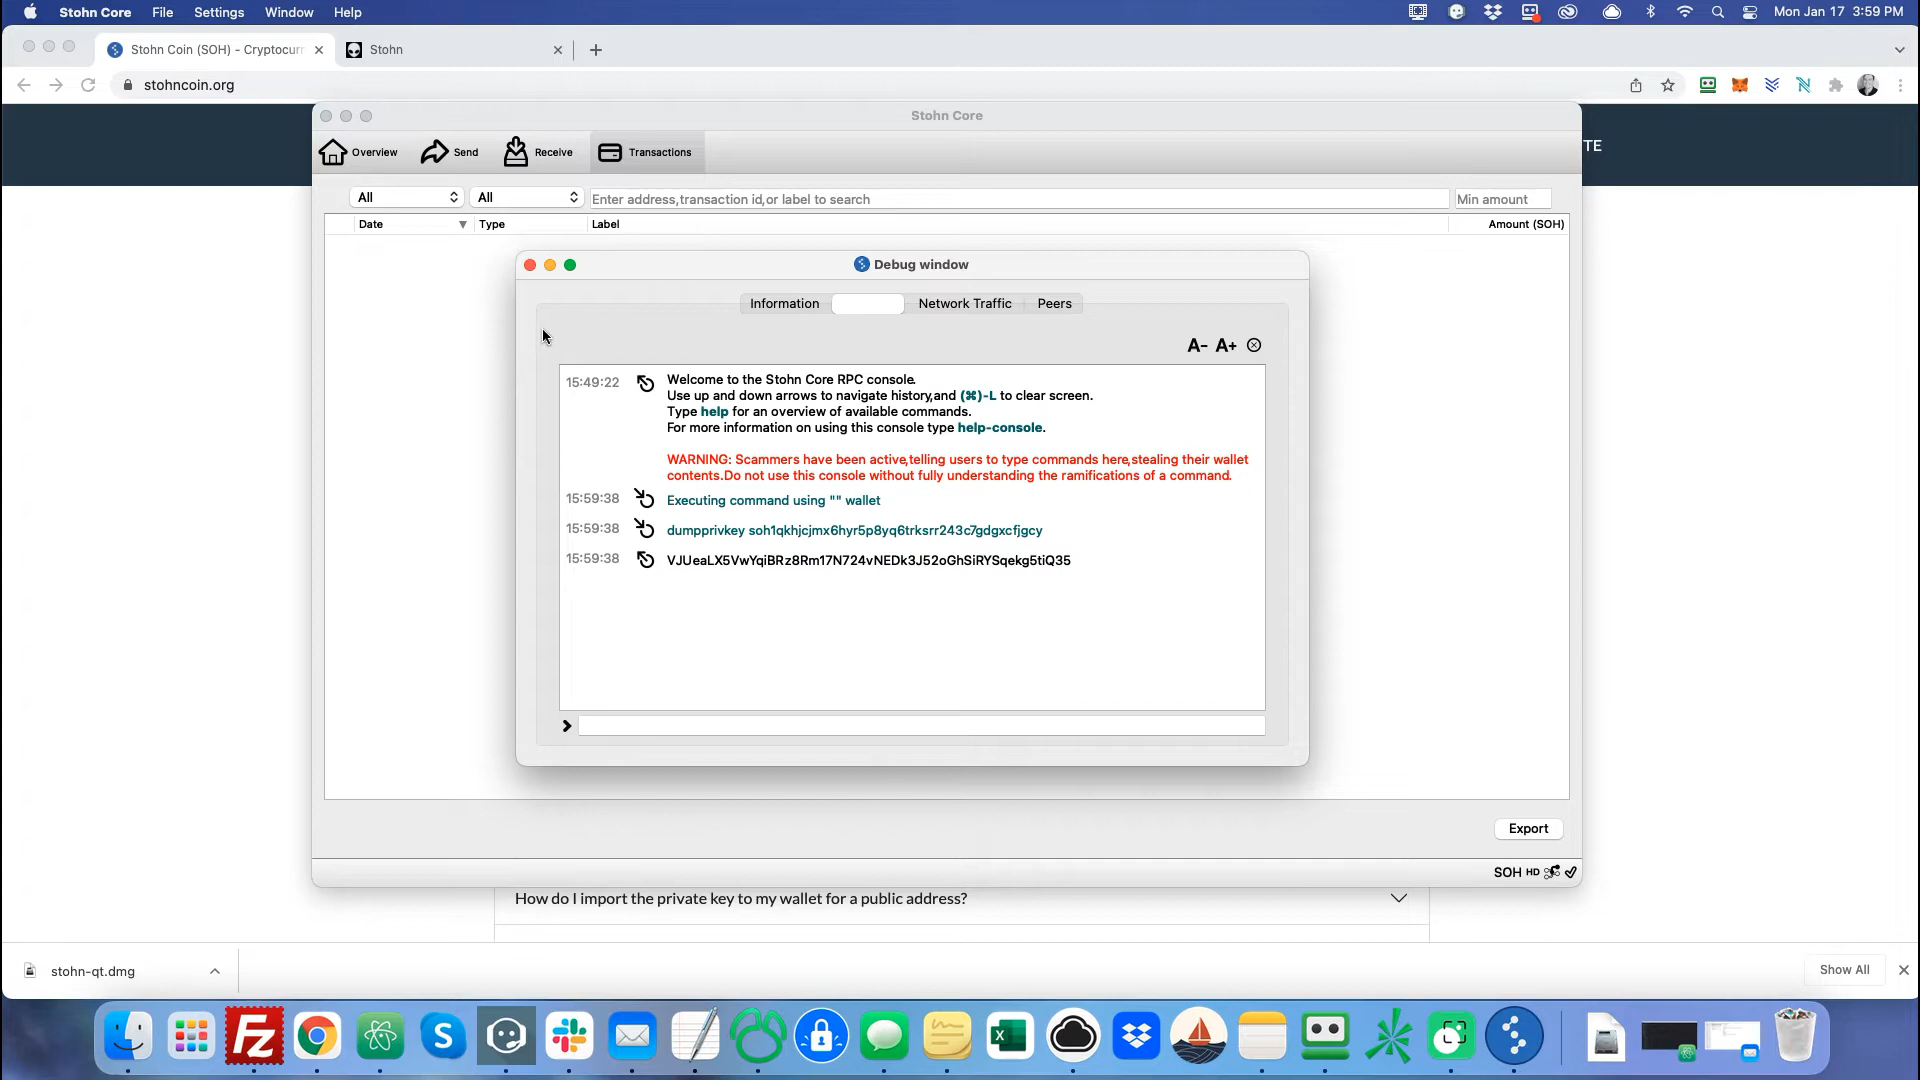 Stohn Core File Settings Window Help
Mon Jan 17 3:59 PM
Stohn Coin (SOH) - Cryptocurr
Stohn
stohncoin.org
Stohn Core
TE
Overview Send Receive Transactions
All All Enter address,transaction id,or label to search Min amount
Date Type Label Amount (SOH)
Debug window
Information Network Traffic Peers
A- A+
15:49:22 Welcome to the Stohn Core RPC console.
Use up and down arrows to navigate history,and (⌘)-L to clear screen.
Type help for an overview of available commands.
For more information on using this console type help-console.
WARNING: Scammers have been active,telling users to type commands here,stealing their wallet
contents.Do not use this console without fully understanding the ramifications of a command.
15:59:38 Executing command using "" wallet
15:59:38 dumpprivkey soh1qkhjcjmx6hyr5p8yq6trksrr243c7gdgxcfjgcy
15:59:38 VJUeaLX5VwYqiBRz8Rm17N724vNEDk3J52oGhSiRYSqekg5tiQ35
Export
SOH HD
How do I import the private key to my wallet for a public address?
stohn-qt.dmg
Show All